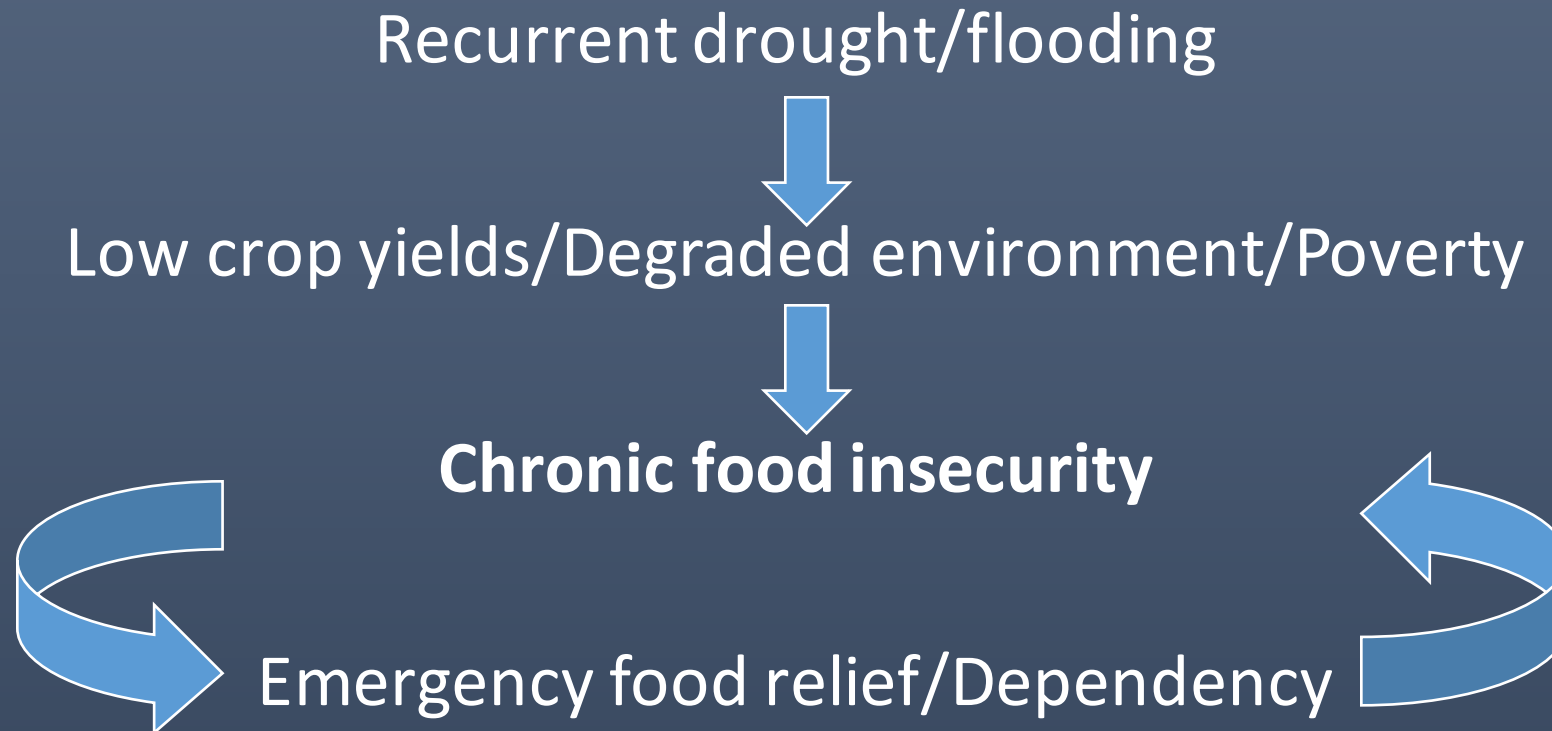 Recurrent drought/flooding
Low crop yields/Degraded environment/Poverty
Chronic food insecurity
Emergency food relief/Dependency